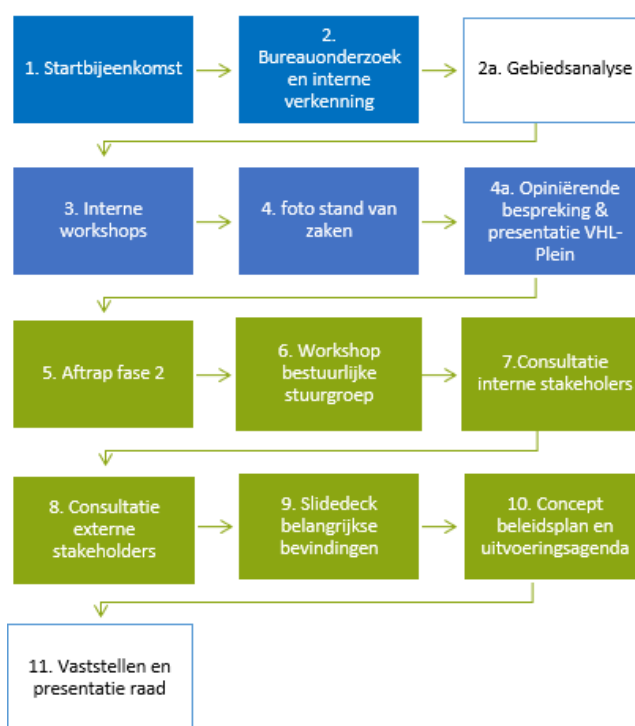 1. Startbijeenkomst
2.
Bureauonderzoek
en interne
verkenning
2a. Gebiedsanalyse
3. Interne
workshops
4. foto stand van
zaken
4a. Opiniërende
bespreking &
presentatie VHL-
Plein
5. Aftrap fase 2
6. Workshop
bestuurlijke
stuurgroep
7.Consultatie
interne stakeholers
8. Consultatie
externe
stakeholders
9. Slidedeck
belangrijkse
bevindingen
10. Concept
beleidsplan en
uitvoeringsagenda
11. Vaststellen en
presentatie raad